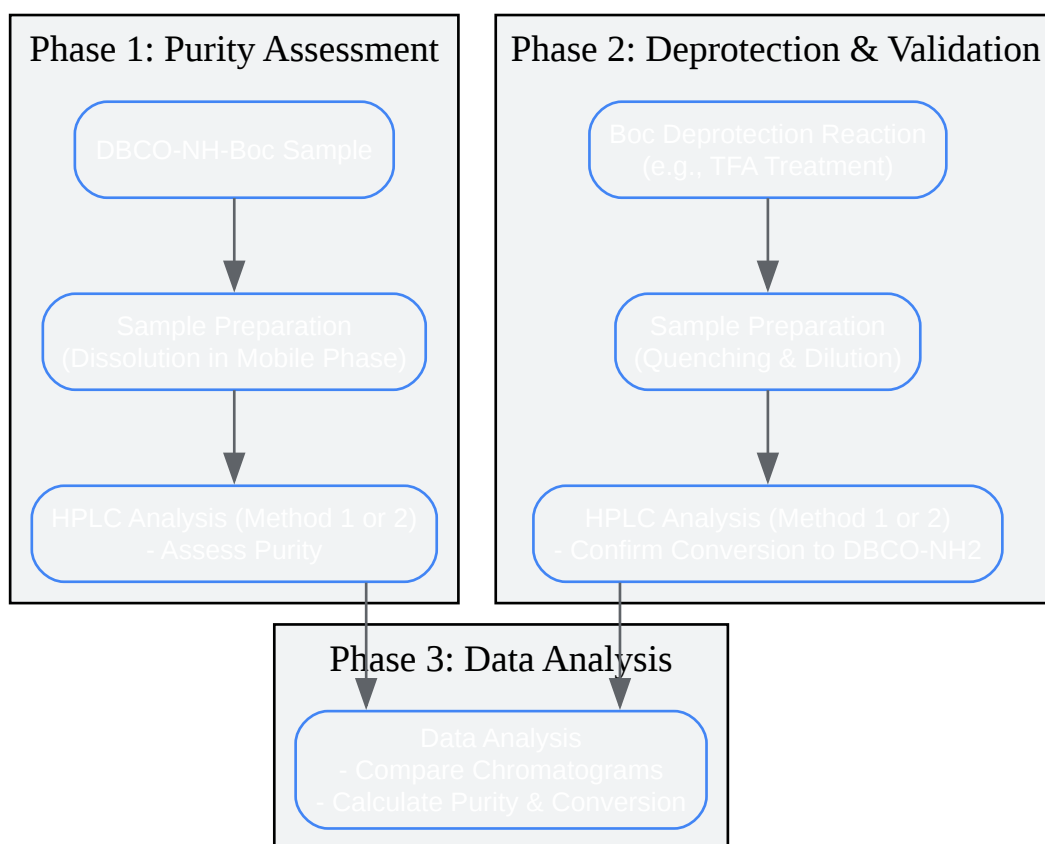 Phase 1: Purity Assessment
DBCO-NH-Boc Sample
Sample Preparation
(Dissolution in Mobile Phase)
HPLC Analysis (Method 1 or 2)
- Assess Purity
Phase 2: Deprotection & Validation
Boc Deprotection Reaction
(e.g., TFA Treatment)
Sample Preparation
(Quenching & Dilution)
HPLC Analysis (Method 1 or 2)
- Confirm Conversion to DBCO-NH2
Phase 3: Data Analysis
Data Analysis
- Compare Chromatograms
- Calculate Purity & Conversion